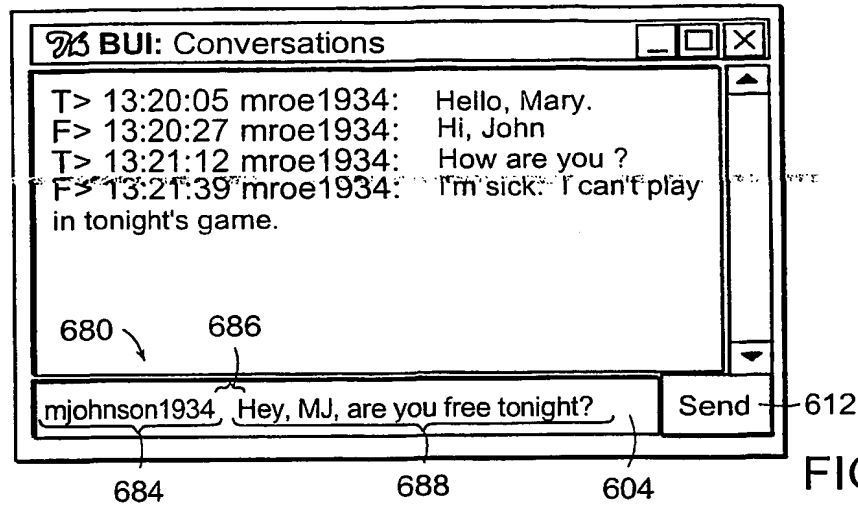 BUI: Conversations
T> 13:20:05 mroe1934: Hello, Mary.
F> 13:20:27 mroe1934: Hi, John
T> 13:21:12 mroe1934: How are you ?
F> 13:21:39 mroe1934: I'm sick. I can't play
in tonight's game.
680 686
mjohnson1934 Hey, MJ, are you free tonight? Send 612
684 688 604